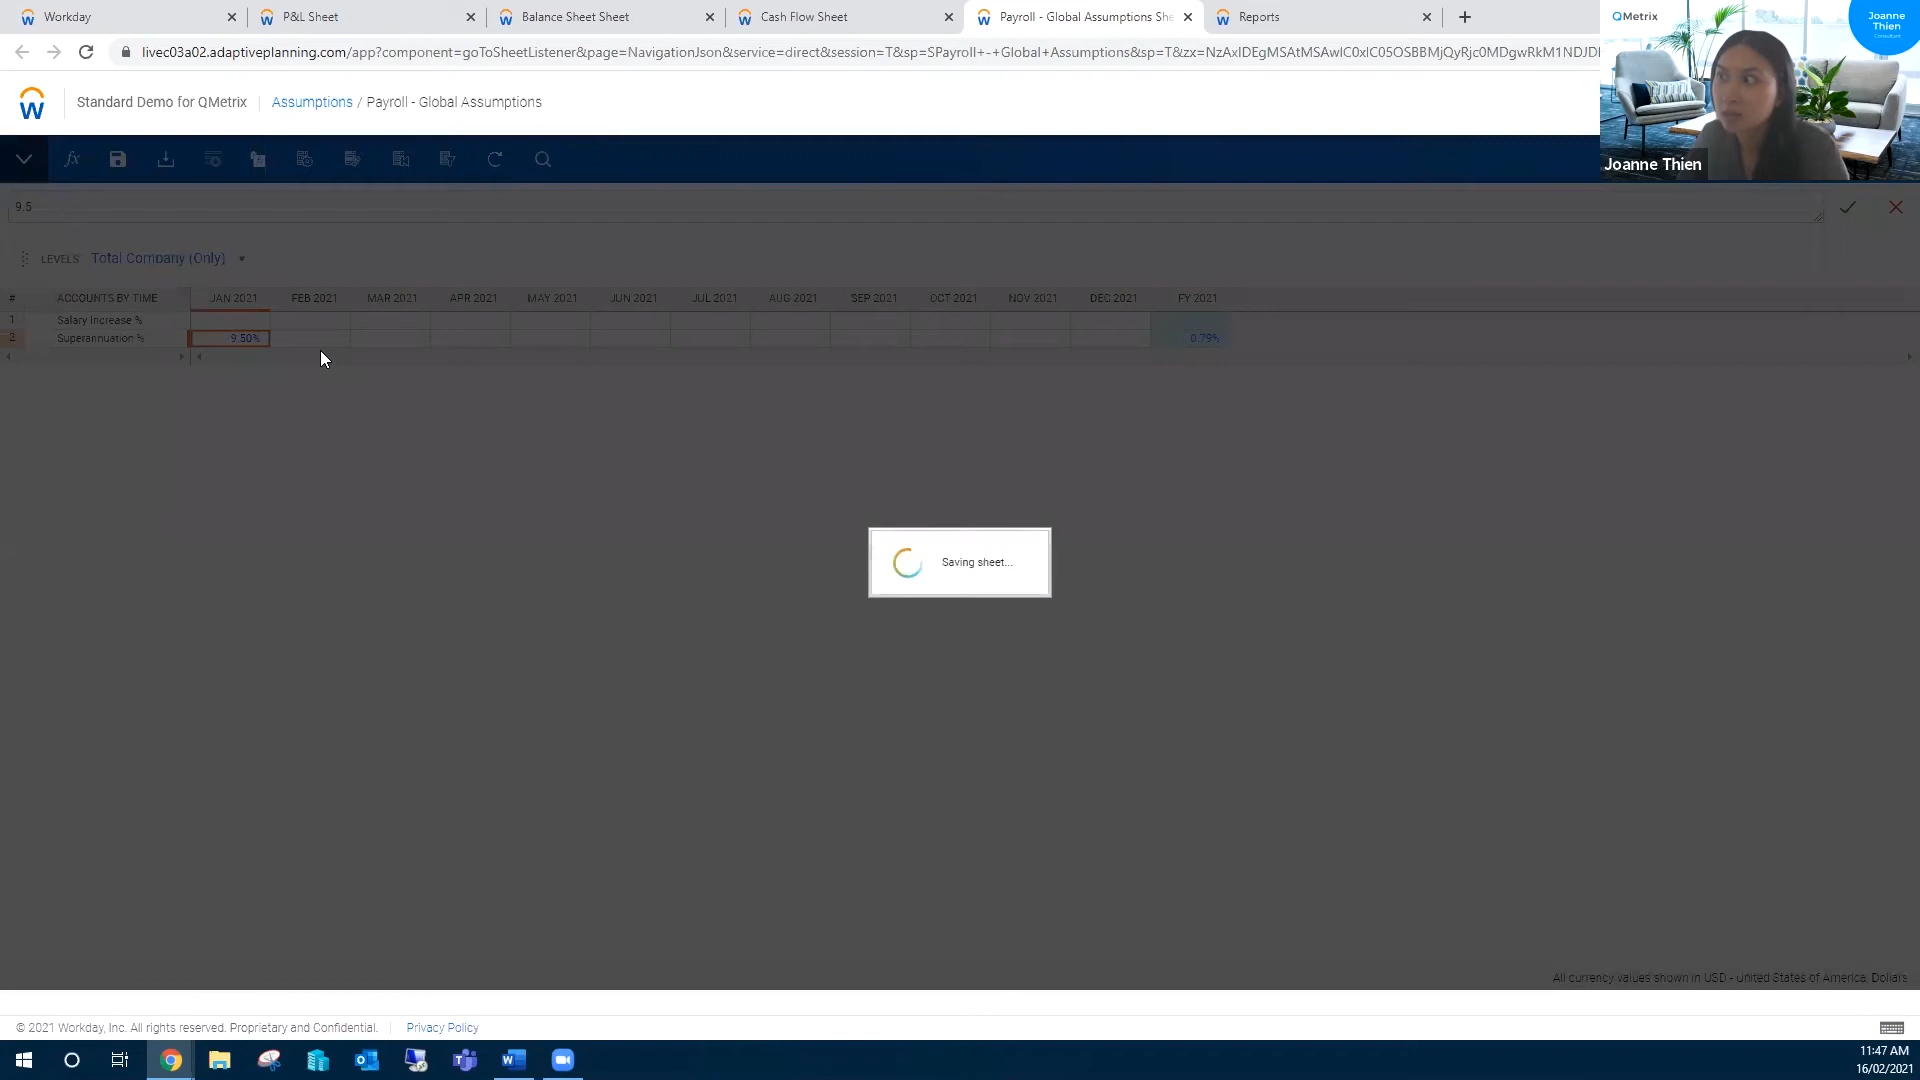 Workday
P&L Sheet
Balance Sheet Sheet
Cash Flow Sheet
Payroll - Global Assumptions She
Reports
livec03a02.adaptiveplanning.com/app?component=goToSheetListener&page=NavigationJson&service=direct&session=T&sp=SPayroll+-+Global+Assumptions&sp=T&zx=NzAxIDEgMSAtMSAwIC0xIC05OSBBMjQyRjc0MDgwRkM1NDJDI
QMetrix
Joanne
Thien
Consultant
Joanne Thien
Standard Demo for QMetrix
Assumptions / Payroll - Global Assumptions
fx
9.5
LEVELS Total Company (Only)
# ACCOUNTS BY TIME JAN 2021 FEB 2021 MAR 2021 APR 2021 MAY 2021 JUN 2021 JUL 2021 AUG 2021 SEP 2021 OCT 2021 NOV 2021 DEC 2021 FY 2021
1 Salary Increase %
2 Superannuation % 9.50% 0.79%
Saving sheet...
All currency values shown in USD - United States of America, Dollars
© 2021 Workday, Inc. All rights reserved. Proprietary and Confidential.
Privacy Policy
11:47 AM
16/02/2021